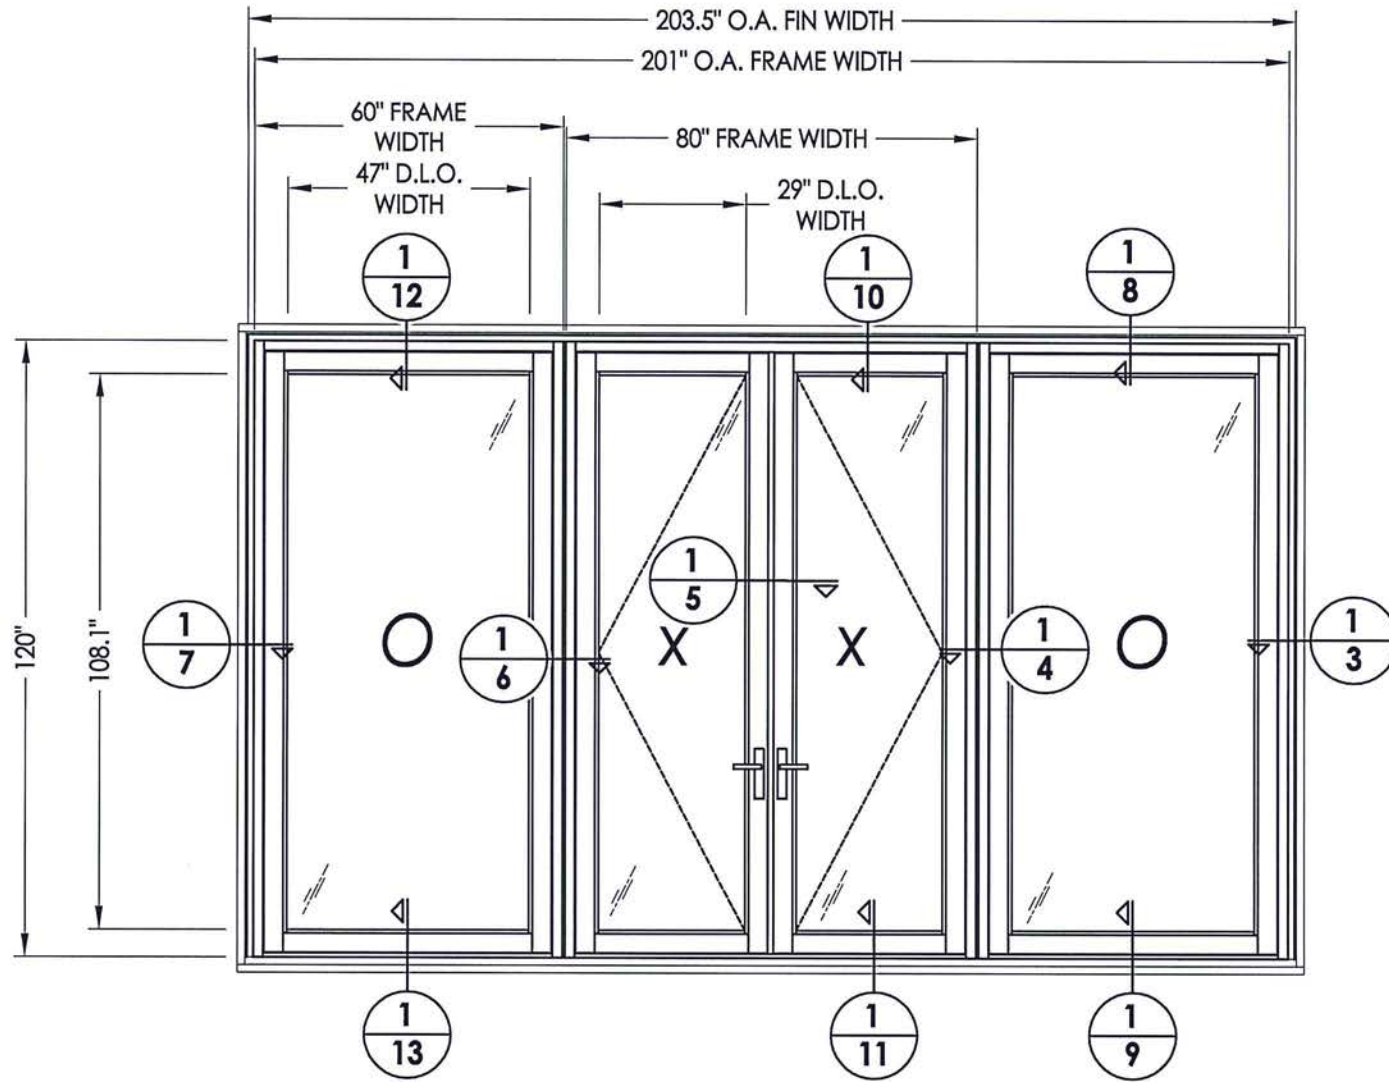 203.5" O.A. FIN WIDTH
201" O.A. FRAME WIDTH
60" FRAME
WIDTH
80" FRAME WIDTH
47" D.L.O.
WIDTH
29" D.L.O.
WIDTH
1
12
1
10
1
8
120"
108.1"
1
5
1
7
O
1
6
X
X
1
4
O
1
3
1
13
1
11
1
9